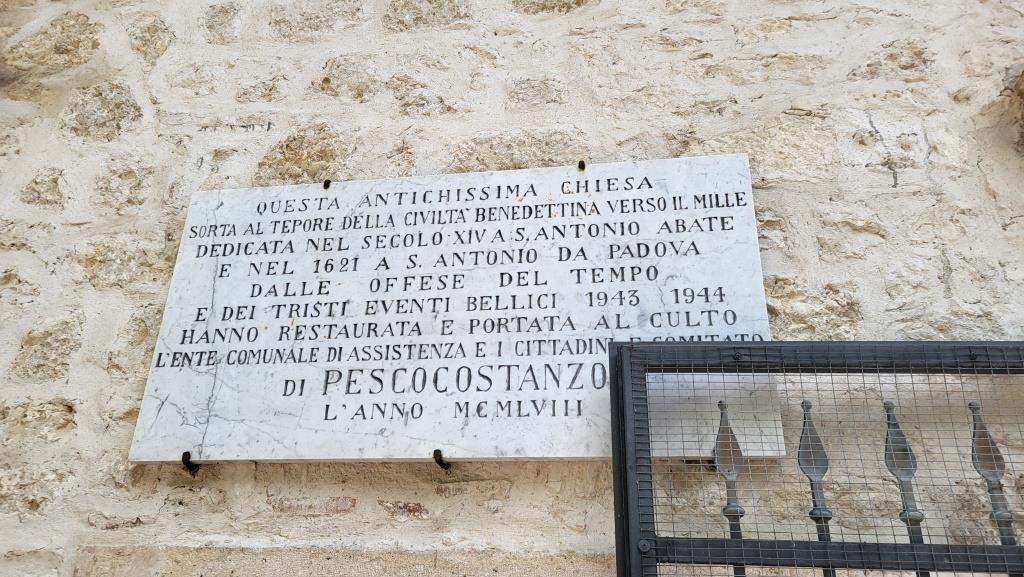 QUESTA ANTICHISSIMA CHIESA
SORTA AL TEPORE DELLA CIVILTA' BENEDETTINA VERSO IL MILLE
DEDICATA NEL SECOLO XIV A S. ANTONIO ABATE
E NEL 1621 A S. ANTONIO DA PADOVA
DALLE OFFESE DEL TEMPO
E DEI TRISTI EVENTI BELLICI 1943 1944
HANNO RESTAURATA E PORTATA AL CULTO
L'ENTE COMUNALE DI ASSISTENZA E I CITTADINI E COMITATO
DI PESCOCOSTANZO
L'ANNO MCMLVIII